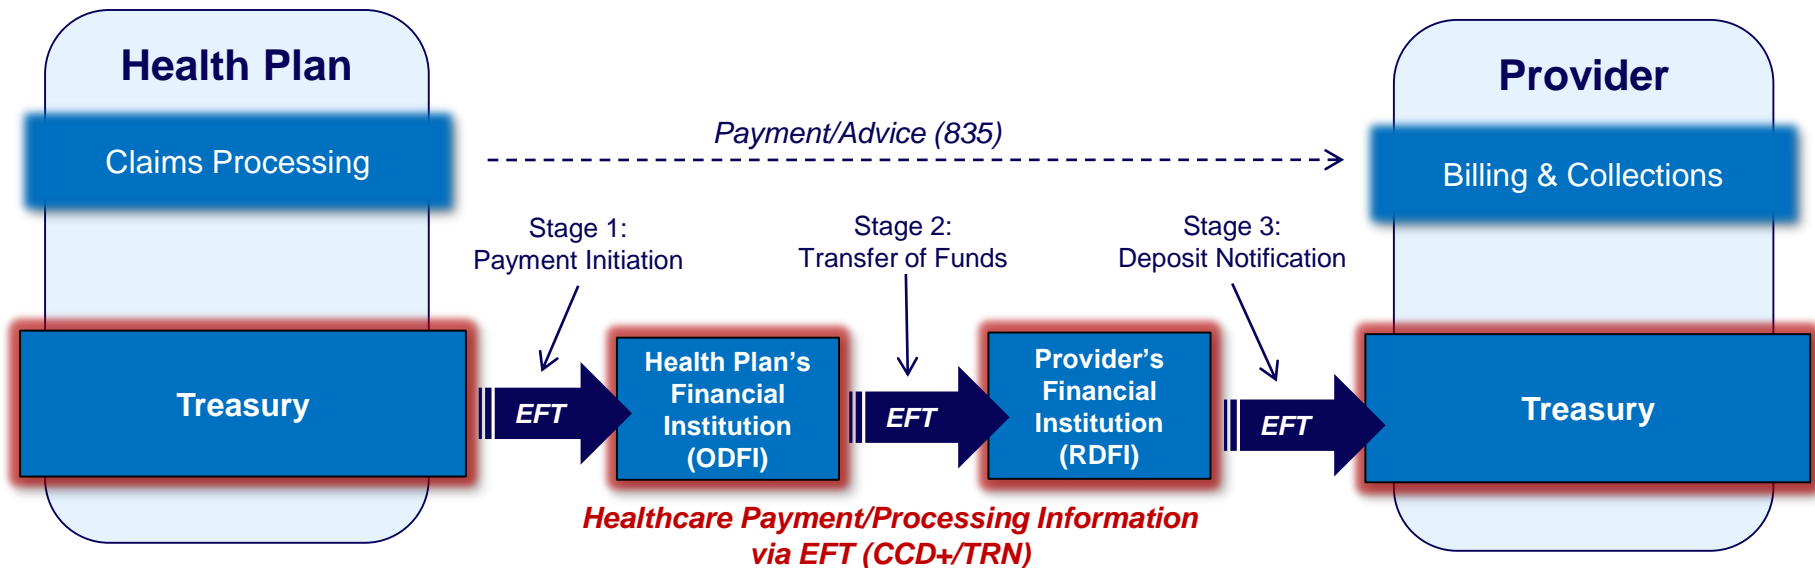 Health Plan
Provider
Claims Processing
Payment/Advice (835)
Billing & Collections
Stage 1:
Payment Initiation
Stage 2:
Transfer of Funds
Stage 3:
Deposit Notification
Treasury
EFT
Health Plan's
Financial
Institution
(ODFI)
EFT
Provider's
Financial
Institution
(RDFI)
EFT
Treasury
Healthcare Payment/Processing Information
via EFT (CCD+/TRN)